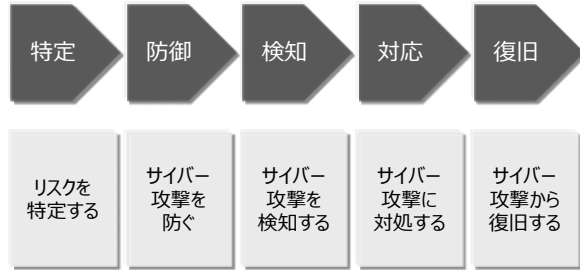 特定
防御
検知
対応
復旧
リスクを
特定する
サイバー
攻撃を
防ぐ
サイバー
攻撃を
検知する
サイバー
攻撃に
対処する
サイバー
攻撃から
復旧する